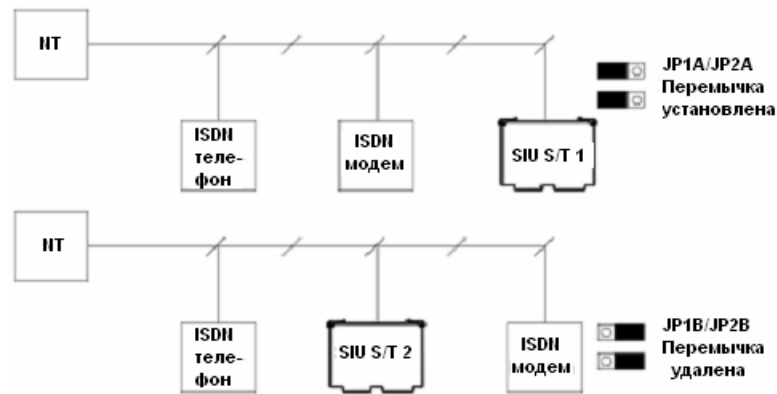 NT
JP1A/JP2A
Перемычка
установлена
ISDN
теле-
фон
ISDN
модем
SIU S/T 1
NT
ISDN
теле-
фон
SIU S/T 2
ISDN
модем
JP1B/JP2B
Перемычка
удалена